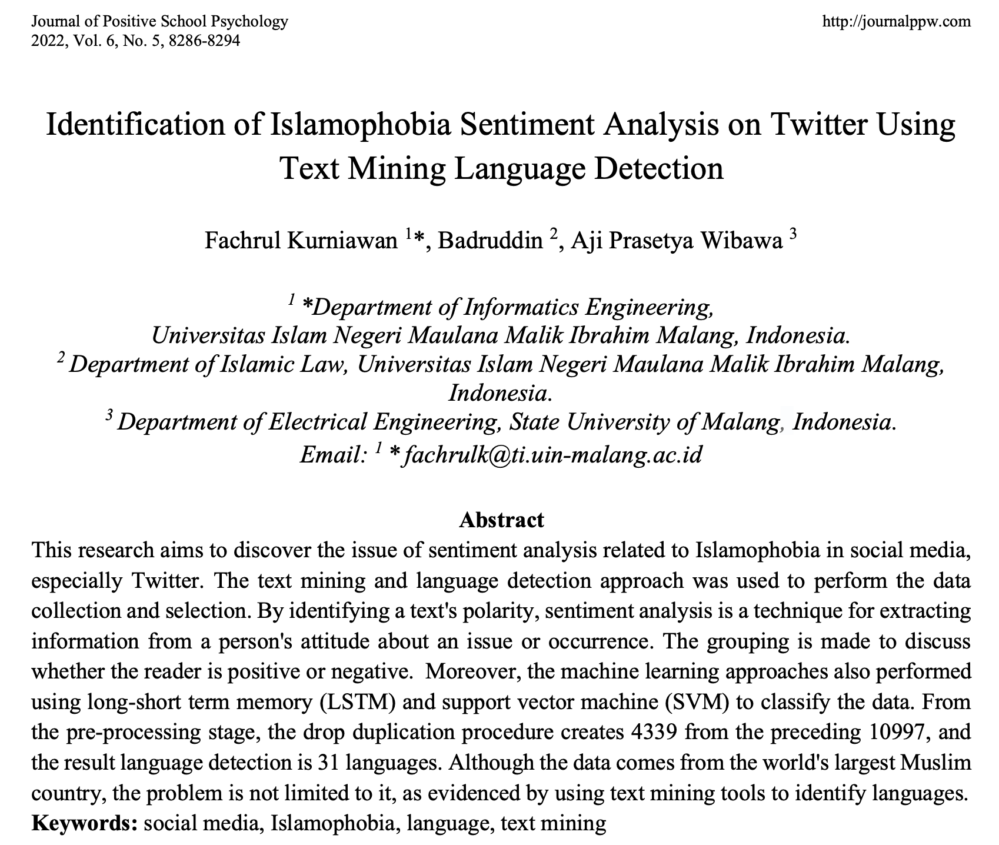 Journal of Positive School Psychology http://journalppw.com
2022, Vol. 6, No. 5, 8286-8294
Identification of Islamophobia Sentiment Analysis on Twitter Using
Text Mining Language Detection
Fachrul Kurniawan 1*, Badruddin 2, Aji Prasetya Wibawa 3
1 *Department of Informatics Engineering,
Universitas Islam Negeri Maulana Malik Ibrahim Malang, Indonesia.
2 Department of Islamic Law, Universitas Islam Negeri Maulana Malik Ibrahim Malang,
Indonesia.
3 Department of Electrical Engineering, State University of Malang, Indonesia.
Email: 1 *fachrulk@ti.uin-malang.ac.id
Abstract
This research aims to discover the issue of sentiment analysis related to Islamophobia in social media,
especially Twitter. The text mining and language detection approach was used to perform the data
collection and selection. By identifying a text's polarity, sentiment analysis is a technique for extracting
information from a person's attitude about an issue or occurrence. The grouping is made to discuss
whether the reader is positive or negative.  Moreover, the machine learning approaches also performed
using long-short term memory (LSTM) and support vector machine (SVM) to classify the data. From
the pre-processing stage, the drop duplication procedure creates 4339 from the preceding 10997, and
the result language detection is 31 languages. Although the data comes from the world's largest Muslim
country, the problem is not limited to it, as evidenced by using text mining tools to identify languages.
Keywords: social media, Islamophobia, language, text mining